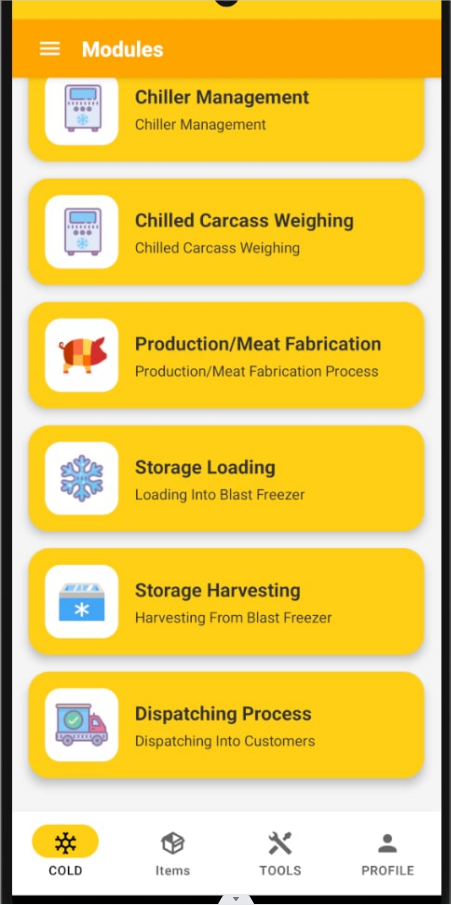 Modules
Chiller Management
Chiller Management
Chilled Carcass Weighing
Chilled Carcass Weighing
Production/Meat Fabrication
Production/Meat Fabrication Process
Storage Loading
Loading Into Blast Freezer
Storage Harvesting
Harvesting From Blast Freezer
Dispatching Process
Dispatching Into Customers
COLD
Items
TOOLS
PROFILE